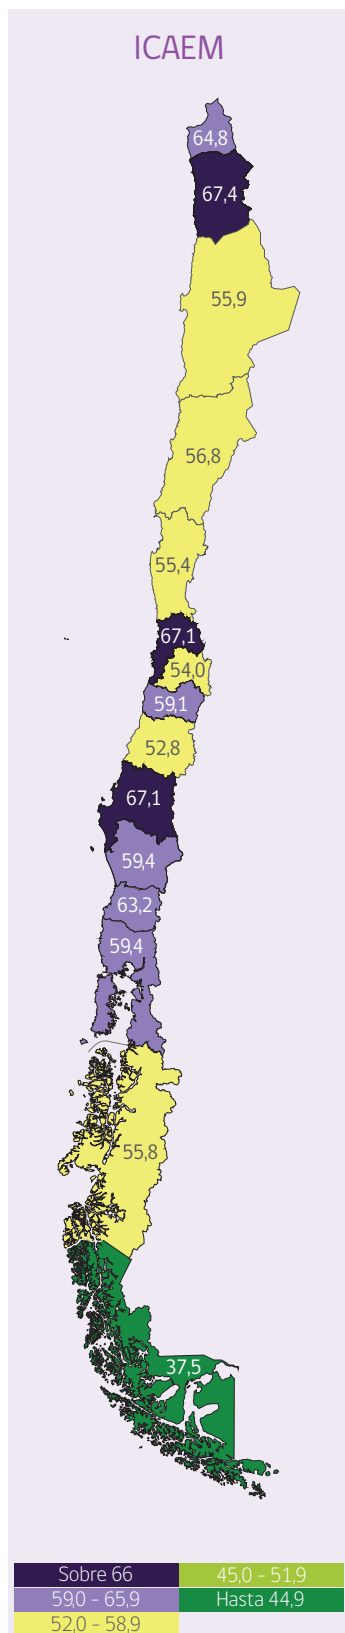 ICAEM
64,8
67,4
55,9
56,8
55,4
67,1
54,0
59,1
52,8
67,1
59,4
63,2
59,4
55,8
37,5
Sobre 66
45,0 - 51,9
59,0 - 65,9
Hasta 44,9
52,0 - 58,9